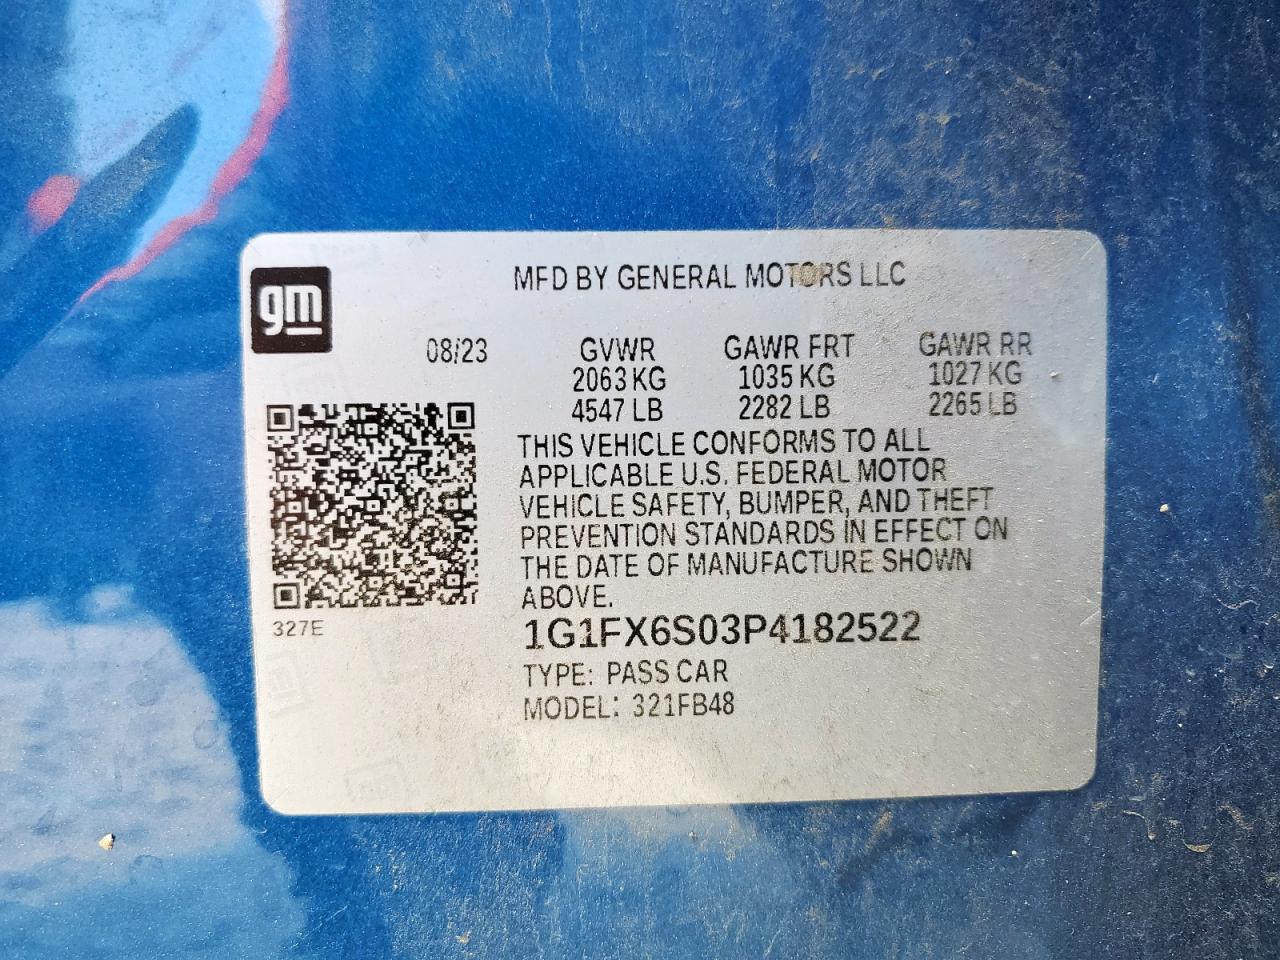 gm
MFD BY GENERAL MOTORS LLC
08/23 GVWR GAWR FRT GAWR RR
2063 KG 1035 KG 1027 KG
4547 LB 2282 LB 2265 LB
THIS VEHICLE CONFORMS TO ALL
APPLICABLE U.S. FEDERAL MOTOR
VEHICLE SAFETY, BUMPER, AND THEFT
PREVENTION STANDARDS IN EFFECT ON
THE DATE OF MANUFACTURE SHOWN
ABOVE.
327E
1G1FX6S03P4182522
TYPE: PASS CAR
MODEL: 321FB48